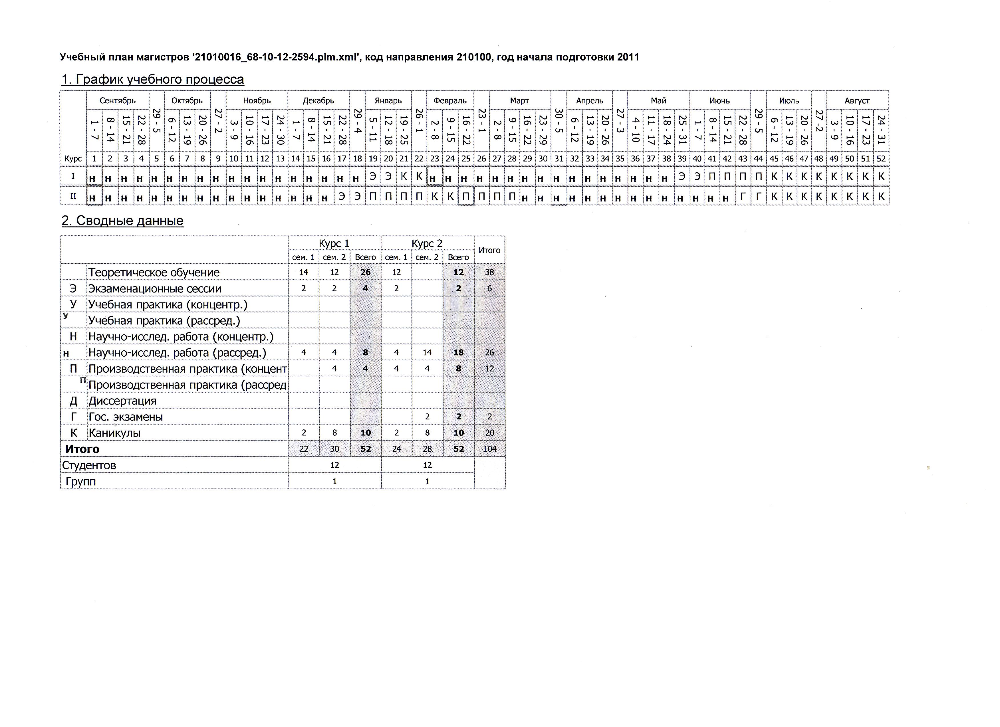 Учебный план магистров '21010016_68-10-12-2594.plm.xml', код направления 210100, год начала подготовки 2011
1. График учебного процесса
Курс Сентябрь 29 - 5 Октябрь 27 - 2 Ноябрь Декабрь 29 - 4 Январь 26 - 1 Февраль 23 - 1 Март 30 - 5 Апрель 27 - 3 Май Июнь 29 - 5 Июль 27 - 2 Август
1 - 7 8 - 14 15 - 21 22 - 28 6 - 12 13 - 19 20 - 26 3 - 9 10 - 16 17 - 23 24 - 30 1 - 7 8 - 14 15 - 21 22 - 28 5 - 11 12 - 18 19 - 25 2 - 8 9 - 15 16 - 22 2 - 8 9 - 15 16 - 22 23 - 29 6 - 12 13 - 19 20 - 26 4 - 10 11 - 17 18 - 24 25 - 31 1 - 7 8 - 14 15 - 21 22 - 28 6 - 12 13 - 19 20 - 26 3 - 9 10 - 16 17 - 23 24 - 31
1 2 3 4 5 6 7 8 9 10 11 12 13 14 15 16 17 18 19 20 21 22 23 24 25 26 27 28 29 30 31 32 33 34 35 36 37 38 39 40 41 42 43 44 45 46 47 48 49 50 51 52
I н н н н н н н н н н н н н н н н н н Э Э К К н н н н н н н н н н н н н н н н Э Э П П П П К К К К К К К К
II н н н н н н н н н н н н н н н н Э Э П П П П К К П П П П н н н н н н н н н н н н н н Г Г К К К К К К К К
2. Сводные данные
Курс 1 Курс 2 Итого
сем. 1 сем. 2 Всего сем. 1 сем. 2 Всего
Теоретическое обучение 14 12 26 12 12 38
Э Экзаменационные сессии 2 2 4 2 2 6
У Учебная практика (концентр.)
У Учебная практика (рассред.)
Н Научно-исслед. работа (концентр.)
н Научно-исслед. работа (рассред.) 4 4 8 4 14 18 26
П Производственная практика (концент 4 4 4 4 8 12
П Производственная практика (рассред
Д Диссертация
Г Гос. экзамены 2 2 2
К Каникулы 2 8 10 2 8 10 20
Итого 22 30 52 24 28 52 104
Студентов 12 12
Групп 1 1